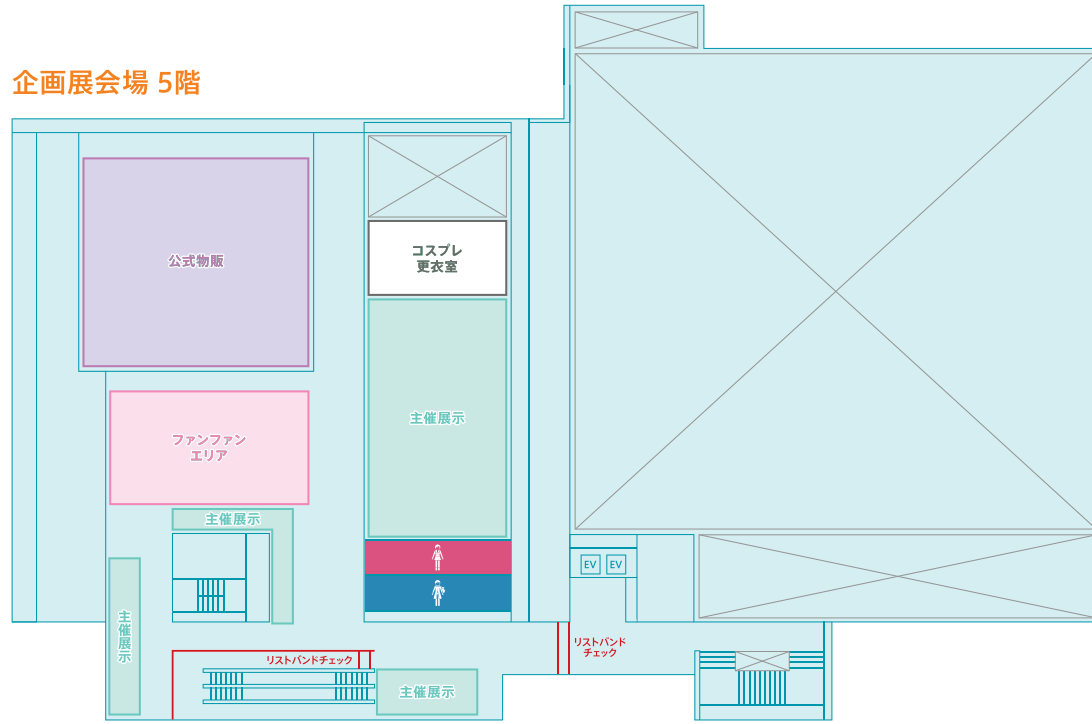 企画展会場 5階
公式物販
コスプレ
更衣室
主催展示
ファンファン
エリア
主催展示
主催展示
EV
EV
リストバンド
チェック
リストバンドチェック
主催展示